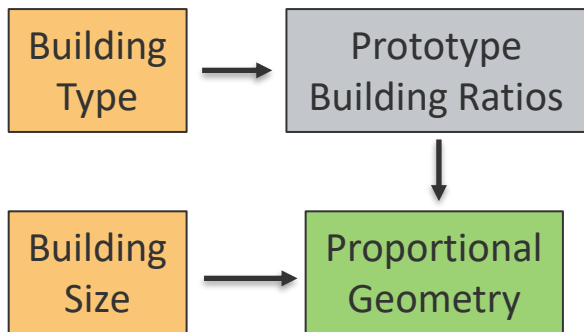 Building
Type
Prototype
Building Ratios
Building
Size
Proportional
Geometry